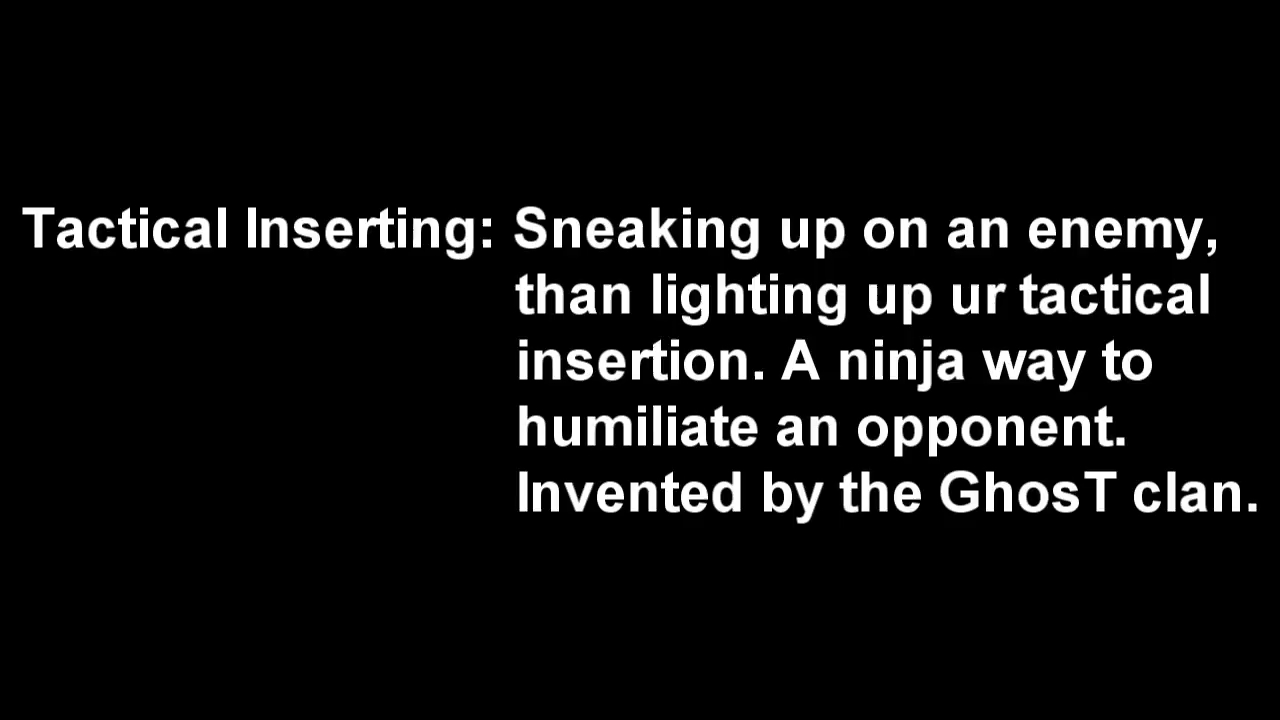 Tactical Inserting: Sneaking up on an enemy,
than lighting up ur tactical
insertion. A ninja way to
humiliate an opponent.
Invented by the GhosT clan.